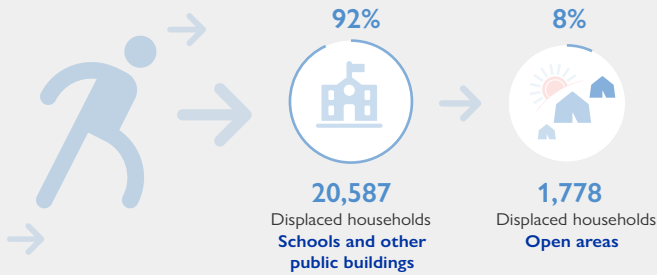 92%
20,587
Displaced households
Schools and other
public buildings
8%
1,778
Displaced households
Open areas